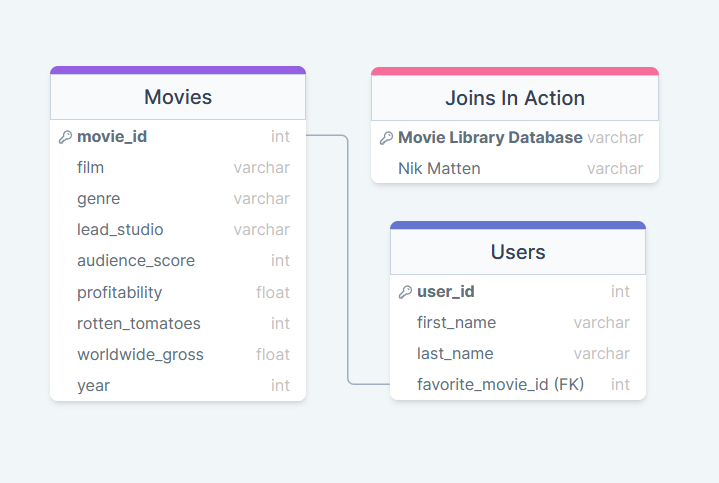 Movies
movie_id int
film varchar
genre varchar
lead_studio varchar
audience_score int
profitability float
rotten_tomatoes int
worldwide_gross float
year int
Joins In Action
Movie Library Database varchar
Nik Matten varchar
Users
user_id int
first_name varchar
last_name varchar
favorite_movie_id (FK) int